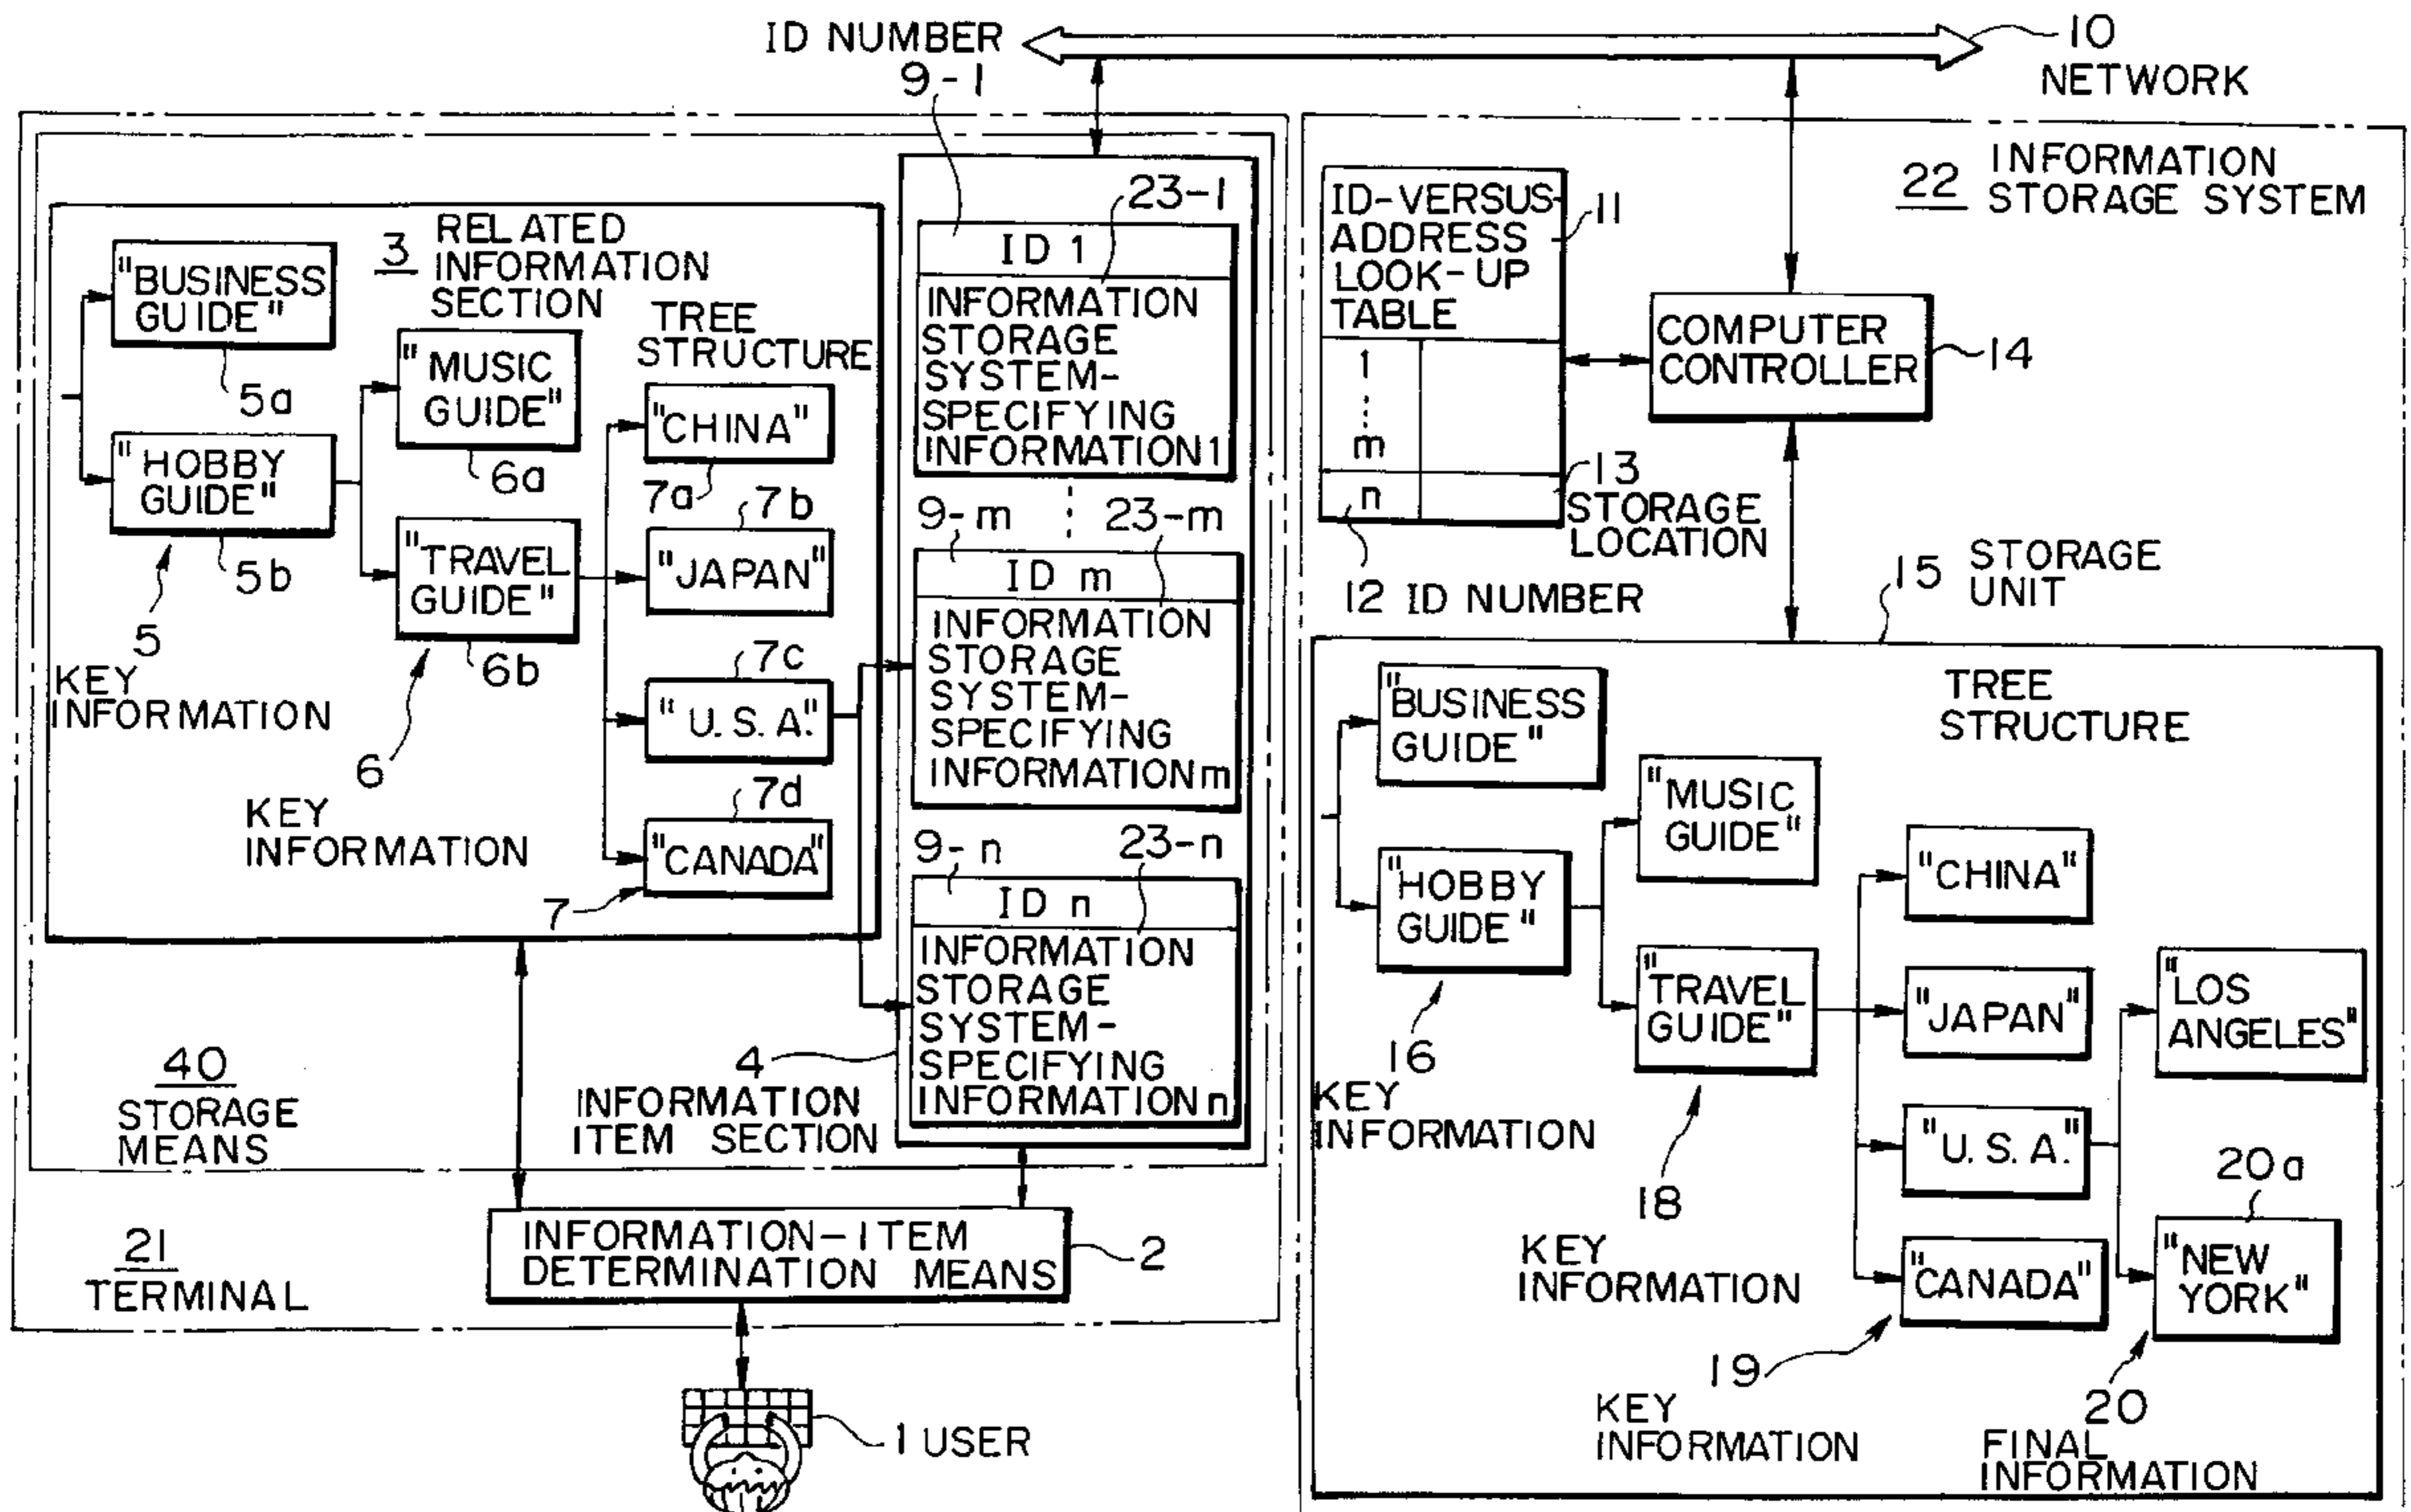 ID NUMBER
9-1
10
NETWORK
3 RELATED
INFORMATION
SECTION
"BUSINESS
GUIDE"
5a
"HOBBY
GUIDE"
5b
5
KEY
INFORMATION
"MUSIC
GUIDE"
6a
"TRAVEL
GUIDE"
6b
6
KEY
INFORMATION
TREE
STRUCTURE
"CHINA"
7a
7b
"JAPAN"
7c
"U.S.A."
7d
"CANADA"
7
23-1
ID 1
INFORMATION
STORAGE
SYSTEM-
SPECIFYING
INFORMATION 1
9-m
23-m
ID m
INFORMATION
STORAGE
SYSTEM-
SPECIFYING
INFORMATION m
9-n
23-n
ID n
INFORMATION
STORAGE
SYSTEM-
SPECIFYING
INFORMATION n
40
STORAGE
MEANS
4
INFORMATION
ITEM SECTION
21
TERMINAL
INFORMATION-ITEM
DETERMINATION MEANS
2
1 USER
22 INFORMATION
STORAGE SYSTEM
ID-VERSUS-
ADDRESS
LOOK-UP
TABLE
11
1
m
n
13
STORAGE
LOCATION
12 ID NUMBER
COMPUTER
CONTROLLER
14
15 STORAGE
UNIT
TREE
STRUCTURE
"BUSINESS
GUIDE"
"HOBBY
GUIDE"
16
KEY
INFORMATION
"MUSIC
GUIDE"
"TRAVEL
GUIDE"
18
KEY
INFORMATION
"CHINA"
"JAPAN"
"U.S.A."
"CANADA"
19
KEY
INFORMATION
"LOS
ANGELES"
20a
"NEW
YORK"
20
FINAL
INFORMATION